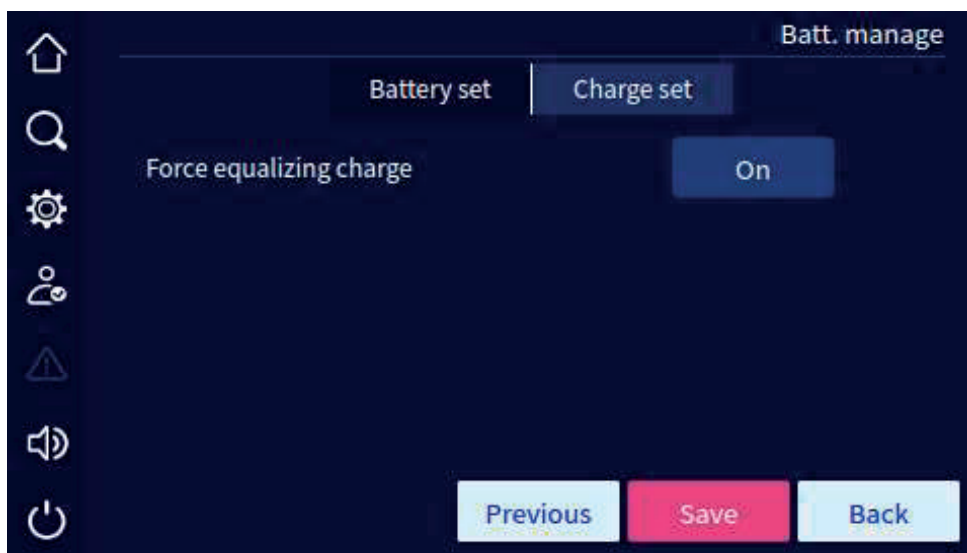 Batt. manage
Battery set
Charge set
Force equalizing charge
On
Previous
Save
Back